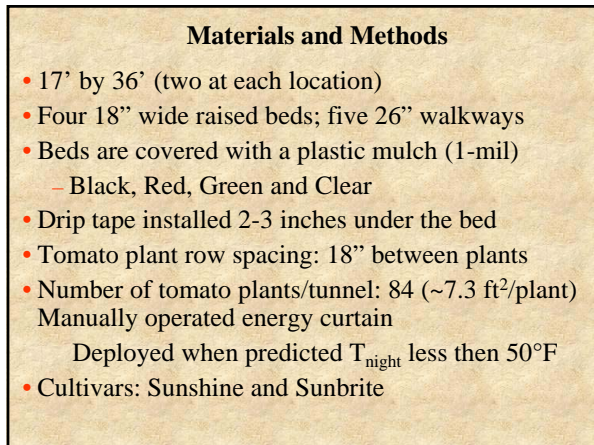 Materials and Methods
• 17’ by 36’ (two at each location)
• Four 18” wide raised beds; five 26” walkways
• Beds are covered with a plastic mulch (1-mil)
– Black, Red, Green and Clear
• Drip tape installed 2-3 inches under the bed
• Tomato plant row spacing: 18” between plants
• Number of tomato plants/tunnel: 84 (~7.3 ft²/plant)
Manually operated energy curtain
Deployed when predicted T_night less then 50°F
• Cultivars: Sunshine and Sunbrite